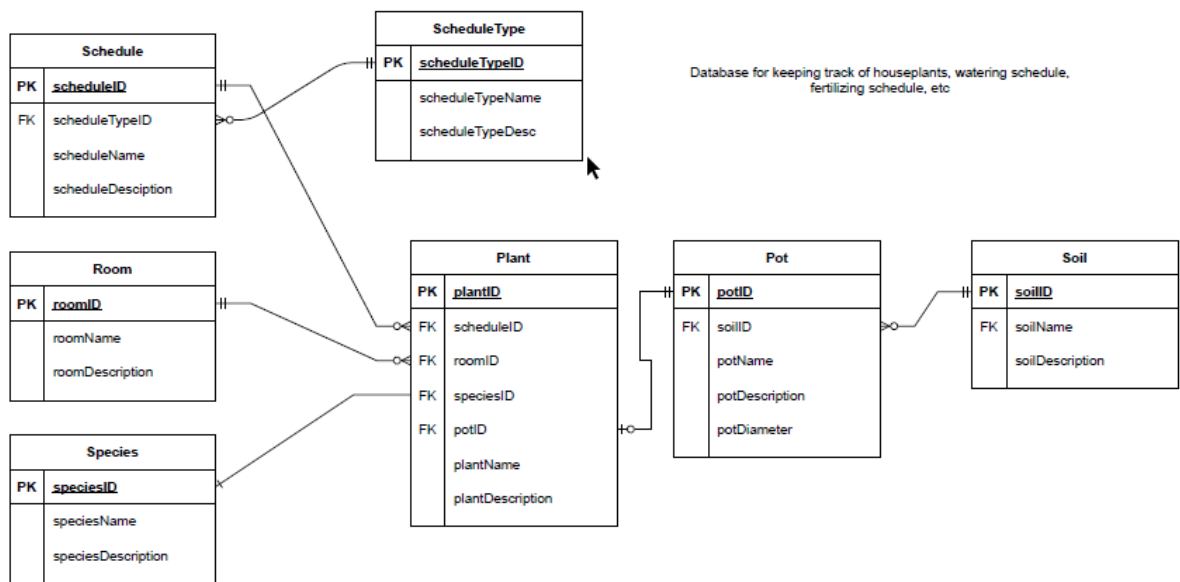 ScheduleType
PK scheduleTypeID
scheduleTypeName
scheduleTypeDesc
Schedule
PK scheduleID
FK scheduleTypeID
scheduleName
scheduleDesciption
Database for keeping track of houseplants, watering schedule,
fertilizing schedule, etc
Room
PK roomID
roomName
roomDescription
Species
PK speciesID
speciesName
speciesDescription
Plant
PK plantID
FK scheduleID
FK roomID
FK speciesID
FK potID
plantName
plantDescription
Pot
PK potID
FK soilID
potName
potDescription
potDiameter
Soil
PK soilID
FK soilName
soilDescription